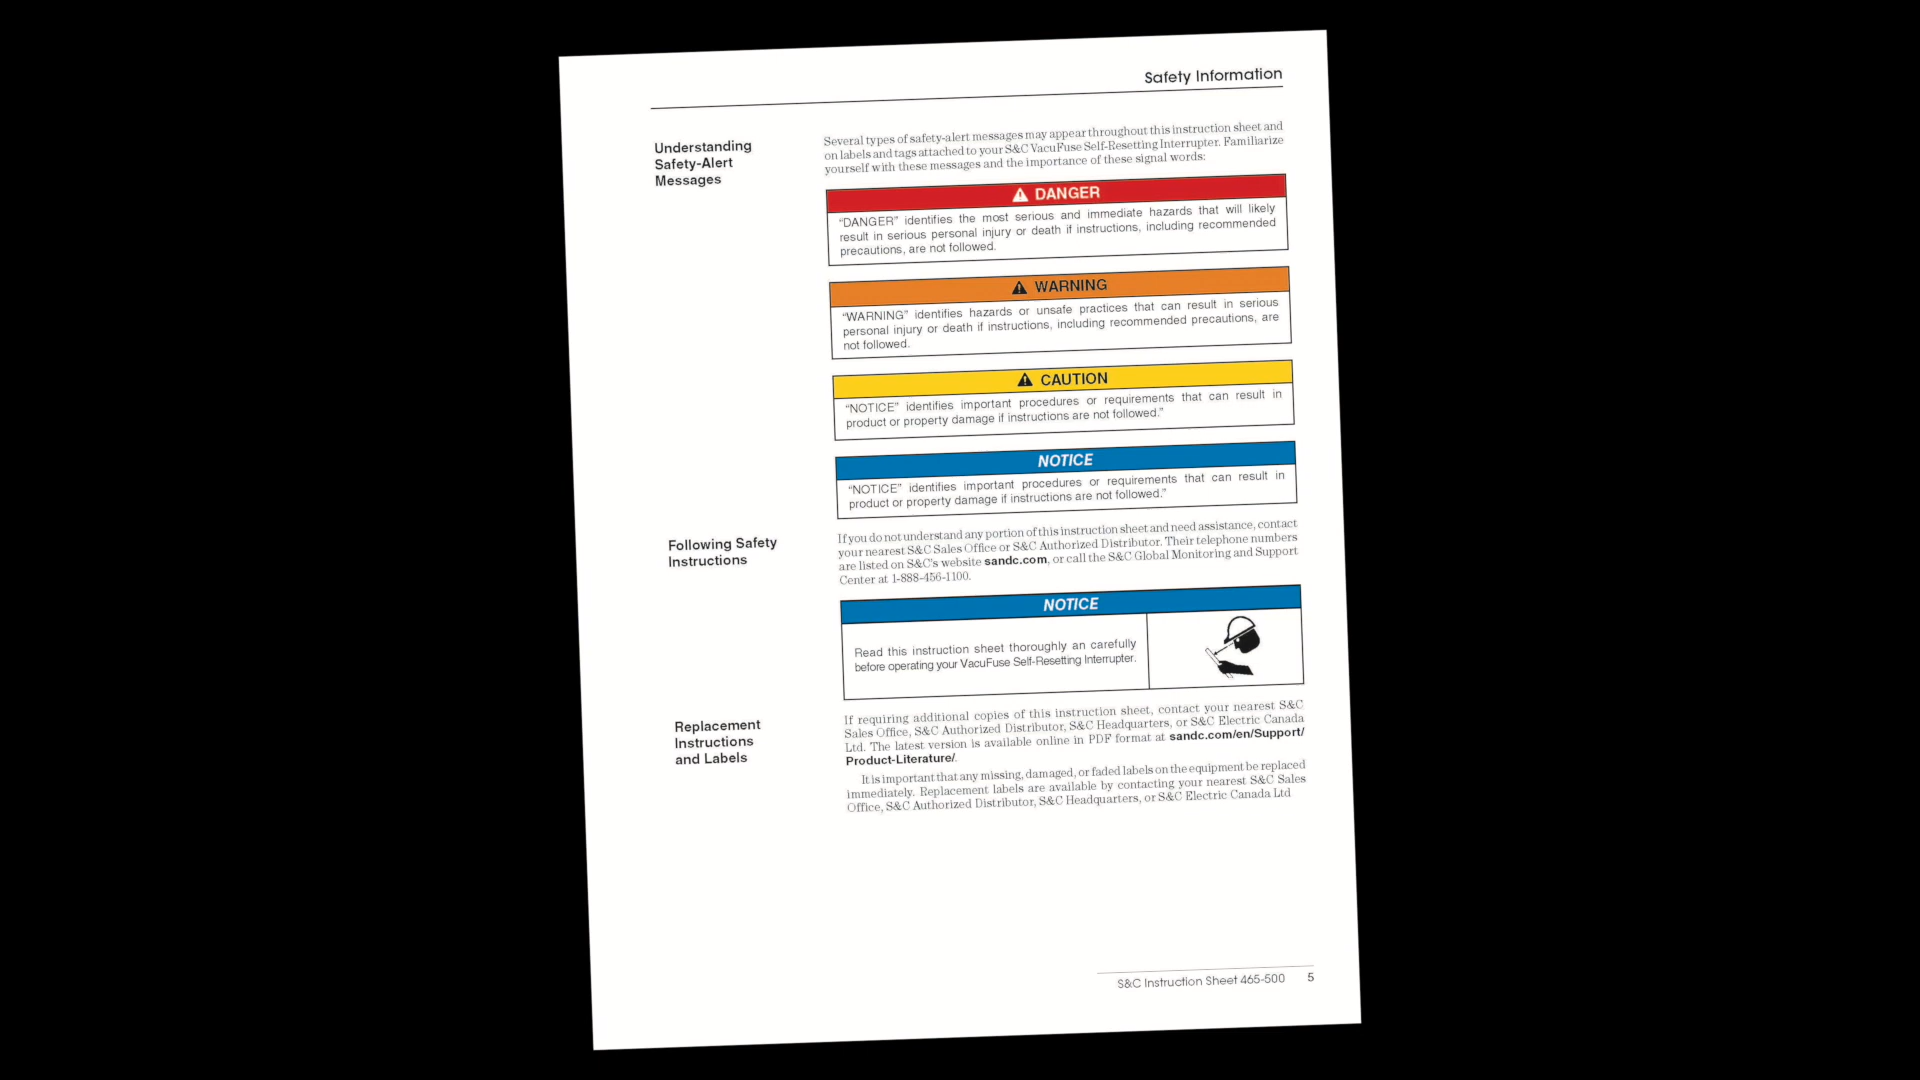 Safety Information
Understanding
Safety-Alert
Messages
Several types of safety-alert messages may appear throughout this instruction sheet and
on labels and tags attached to your S&C VacuFuse Self-Resetting Interrupter. Familiarize
yourself with these messages and the importance of these signal words:
DANGER
“DANGER” identifies the most serious and immediate hazards that will likely
result in serious personal injury or death if instructions, including recommended
precautions, are not followed.
WARNING
“WARNING” identifies hazards or unsafe practices that can result in serious
personal injury or death if instructions, including recommended precautions, are
not followed.
CAUTION
“NOTICE” identifies important procedures or requirements that can result in
product or property damage if instructions are not followed.”
NOTICE
“NOTICE” identifies important procedures or requirements that can result in
product or property damage if instructions are not followed.”
Following Safety
Instructions
If you do not understand any portion of this instruction sheet and need assistance, contact
your nearest S&C Sales Office or S&C Authorized Distributor. Their telephone numbers
are listed on S&C’s website sandc.com, or call the S&C Global Monitoring and Support
Center at 1-888-456-1100.
NOTICE
Read this instruction sheet thoroughly an carefully
before operating your VacuFuse Self-Resetting Interrupter.
Replacement
Instructions
and Labels
If requiring additional copies of this instruction sheet, contact your nearest S&C
Sales Office, S&C Authorized Distributor, S&C Headquarters, or S&C Electric Canada
Ltd. The latest version is available online in PDF format at sandc.com/en/Support/
Product-Literature/.
It is important that any missing, damaged, or faded labels on the equipment be replaced
immediately. Replacement labels are available by contacting your nearest S&C Sales
Office, S&C Authorized Distributor, S&C Headquarters, or S&C Electric Canada Ltd
S&C Instruction Sheet 465-500 5